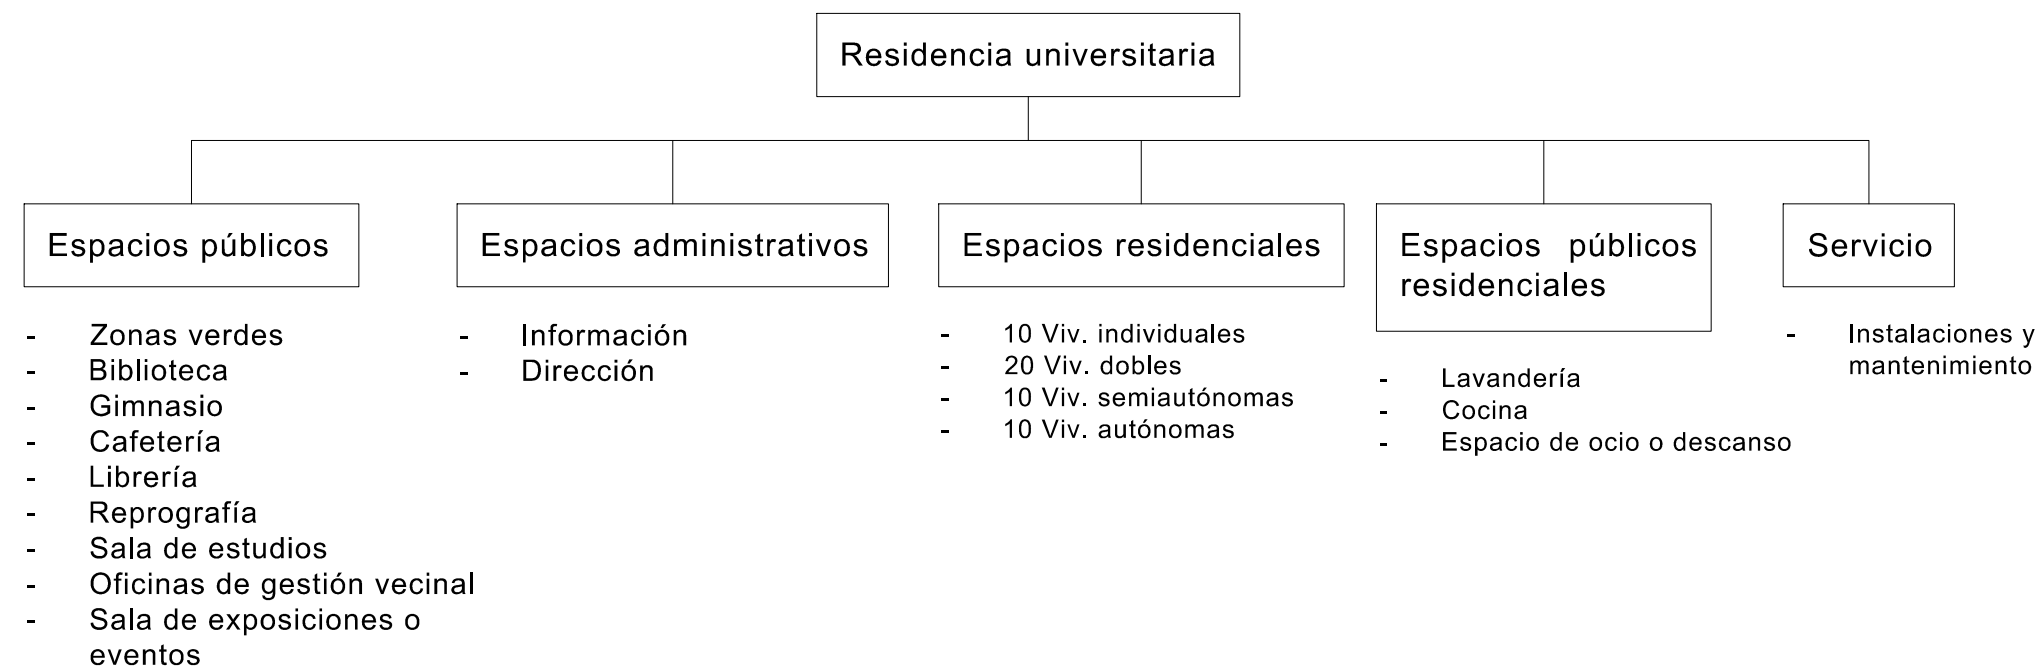 Residencia universitaria
Espacios públicos
- Zonas verdes
- Biblioteca
- Gimnasio
- Cafetería
- Librería
- Reprografía
- Sala de estudios
- Oficinas de gestión vecinal
- Sala de exposiciones o
eventos
Espacios administrativos
- Información
- Dirección
Espacios residenciales
- 10 Viv. individuales
- 20 Viv. dobles
- 10 Viv. semiautónomas
- 10 Viv. autónomas
Espacios públicos
residenciales
- Lavandería
- Cocina
- Espacio de ocio o descanso
Servicio
- Instalaciones y
mantenimiento